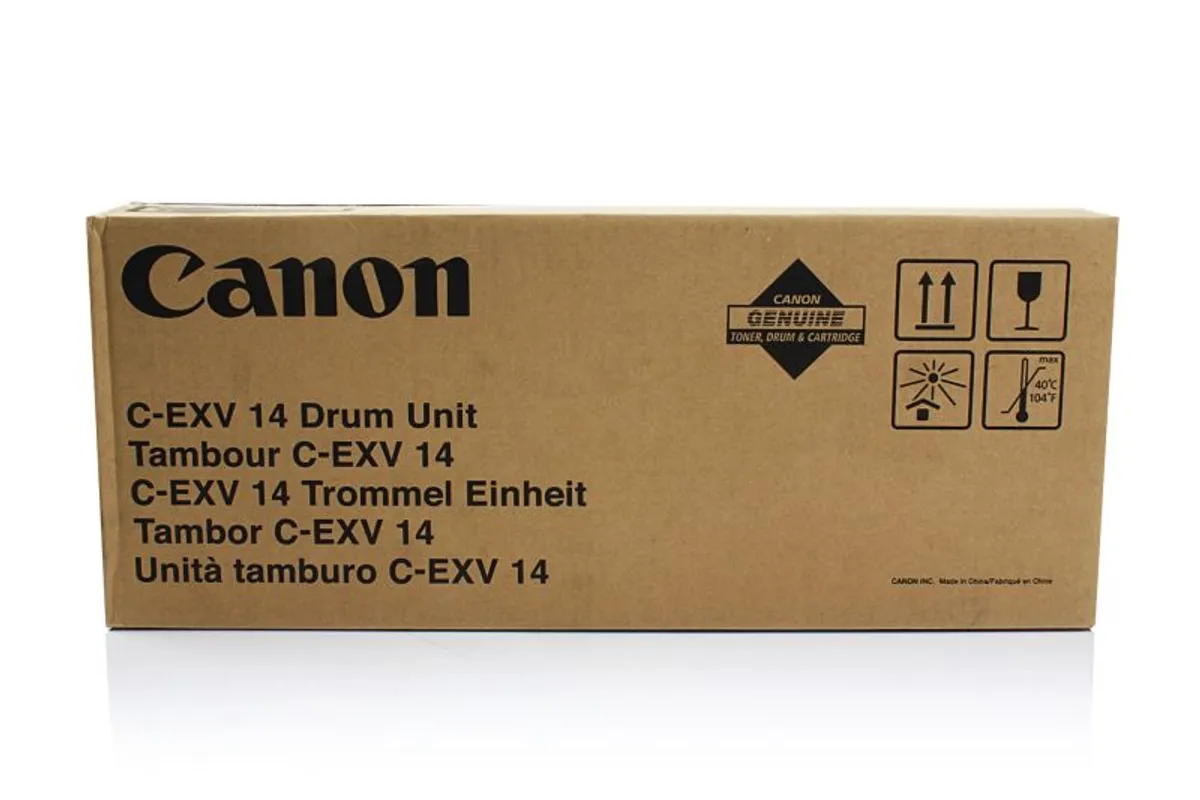 Canon
CANON
GENUINE
TONER, DRUM & CARTRIDGE
max
40°C
104°F
C-EXV 14 Drum Unit
Tambour C-EXV 14
C-EXV 14 Trommel Einheit
Tambor C-EXV 14
Unità tamburo C-EXV 14
CANON INC. Made in China/Fabriqué en Chine